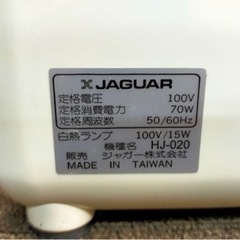 JAGUAR
定格電圧 100V
定格消費電力 70W
定格周波数 50/60Hz
白熱ランプ 100V/15W
機種名 HJ-020
販売 ジャガー株式会社
MADE IN TAIWAN